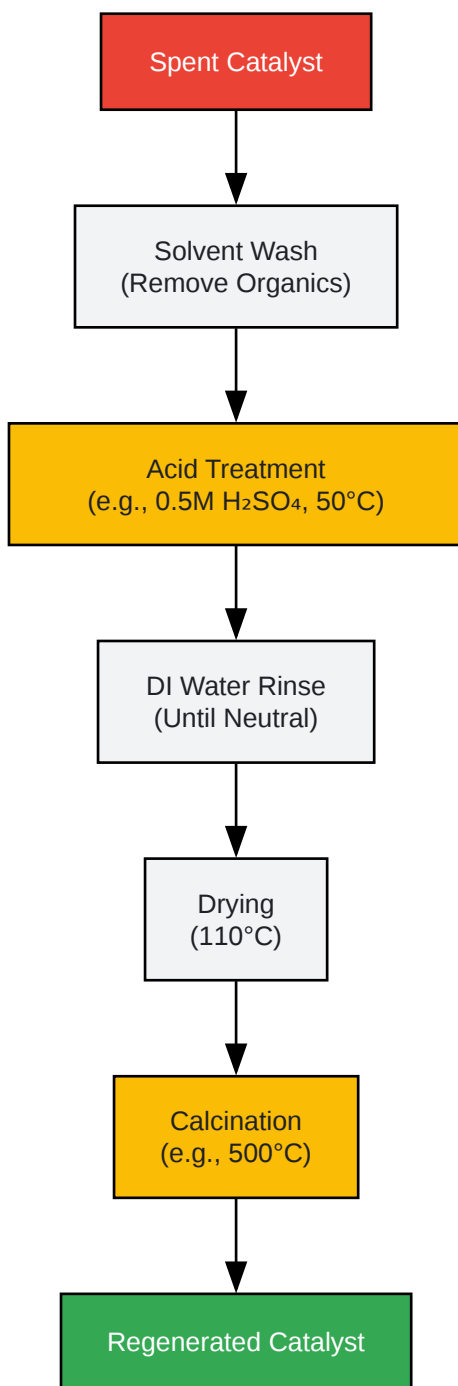 Spent Catalyst
Solvent Wash
(Remove Organics)
Acid Treatment
(e.g., 0.5M H₂SO₄, 50°C)
DI Water Rinse
(Until Neutral)
Drying
(110°C)
Calcination
(e.g., 500°C)
Regenerated Catalyst